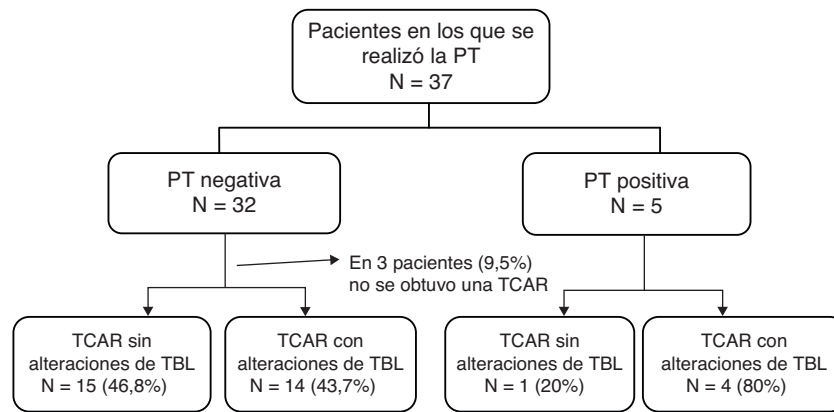 Pacientes en los que se
realizó la PT
N = 37
PT negativa
N = 32
PT positiva
N = 5
En 3 pacientes (9,5%)
no se obtuvo una TCAR
TCAR sin
alteraciones de TBL
N = 15 (46,8%)
TCAR con
alteraciones de TBL
N = 14 (43,7%)
TCAR sin
alteraciones de TBL
N = 1 (20%)
TCAR con
alteraciones de TBL
N = 4 (80%)